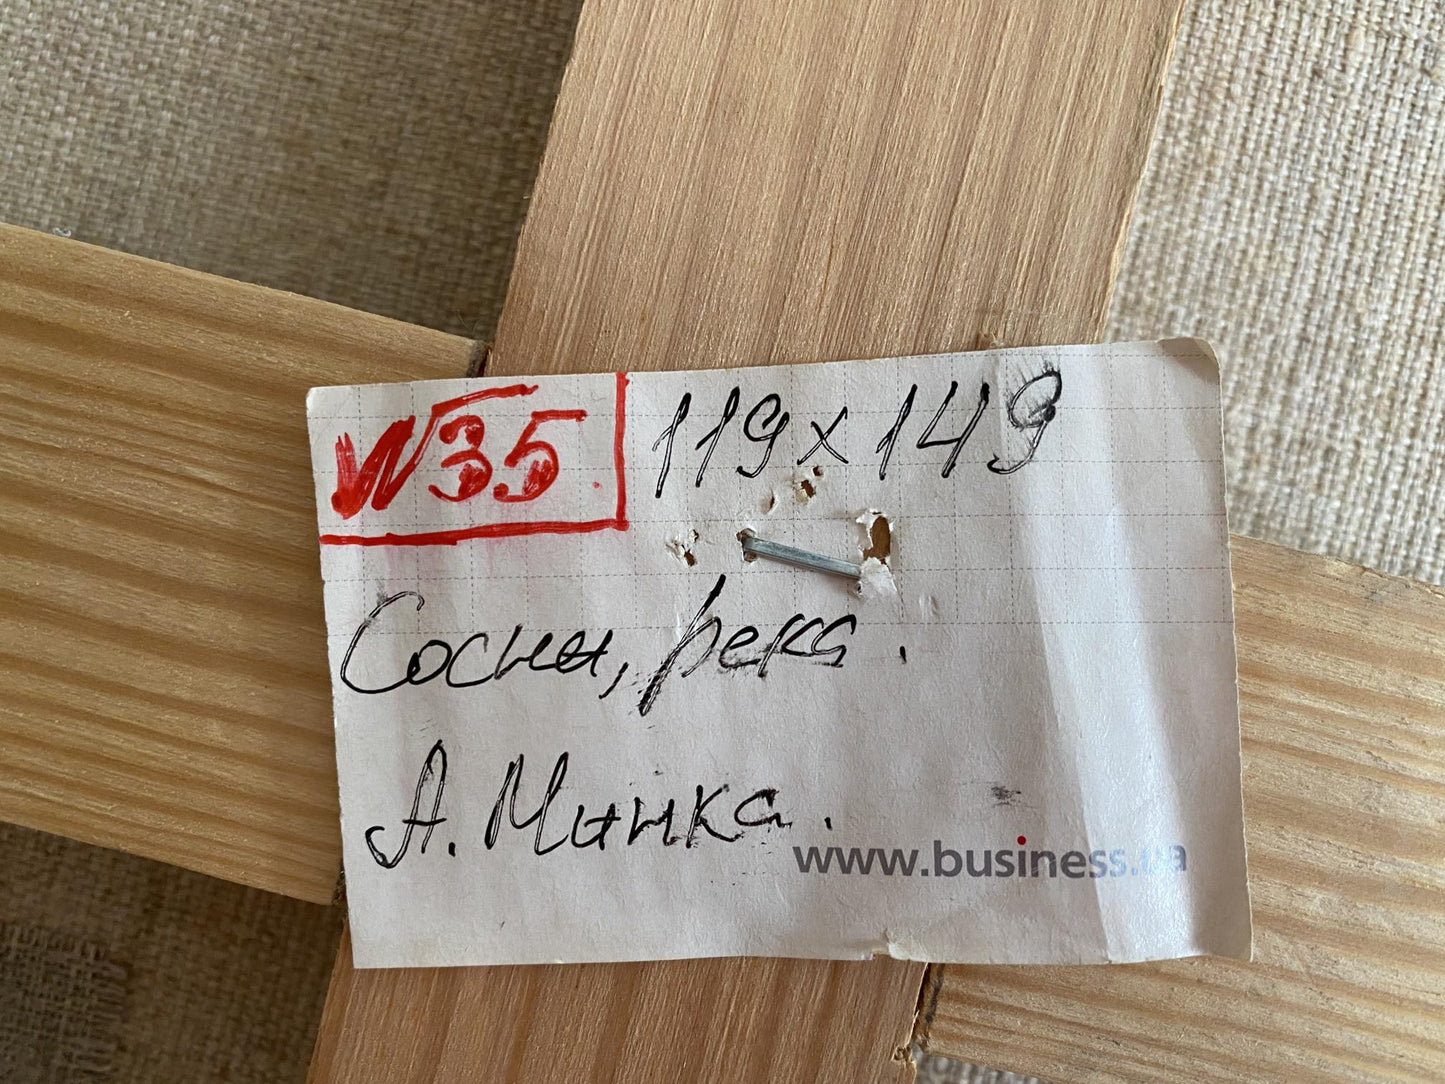 №35 119x149
Сосны, река.
А. Минка.
www.business.ua